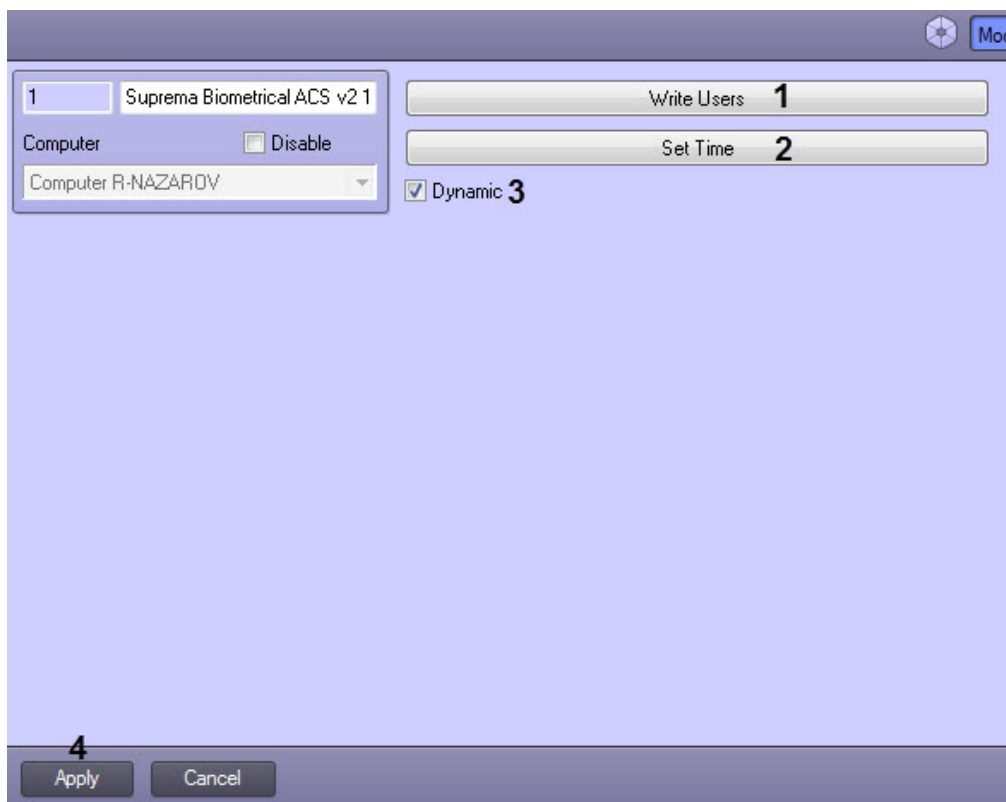 Mod
1 Suprema Biometrical ACS v2 1
Write Users 1
Computer Disable
Set Time 2
Computer R-NAZAROV
Dynamic 3
4
Apply Cancel